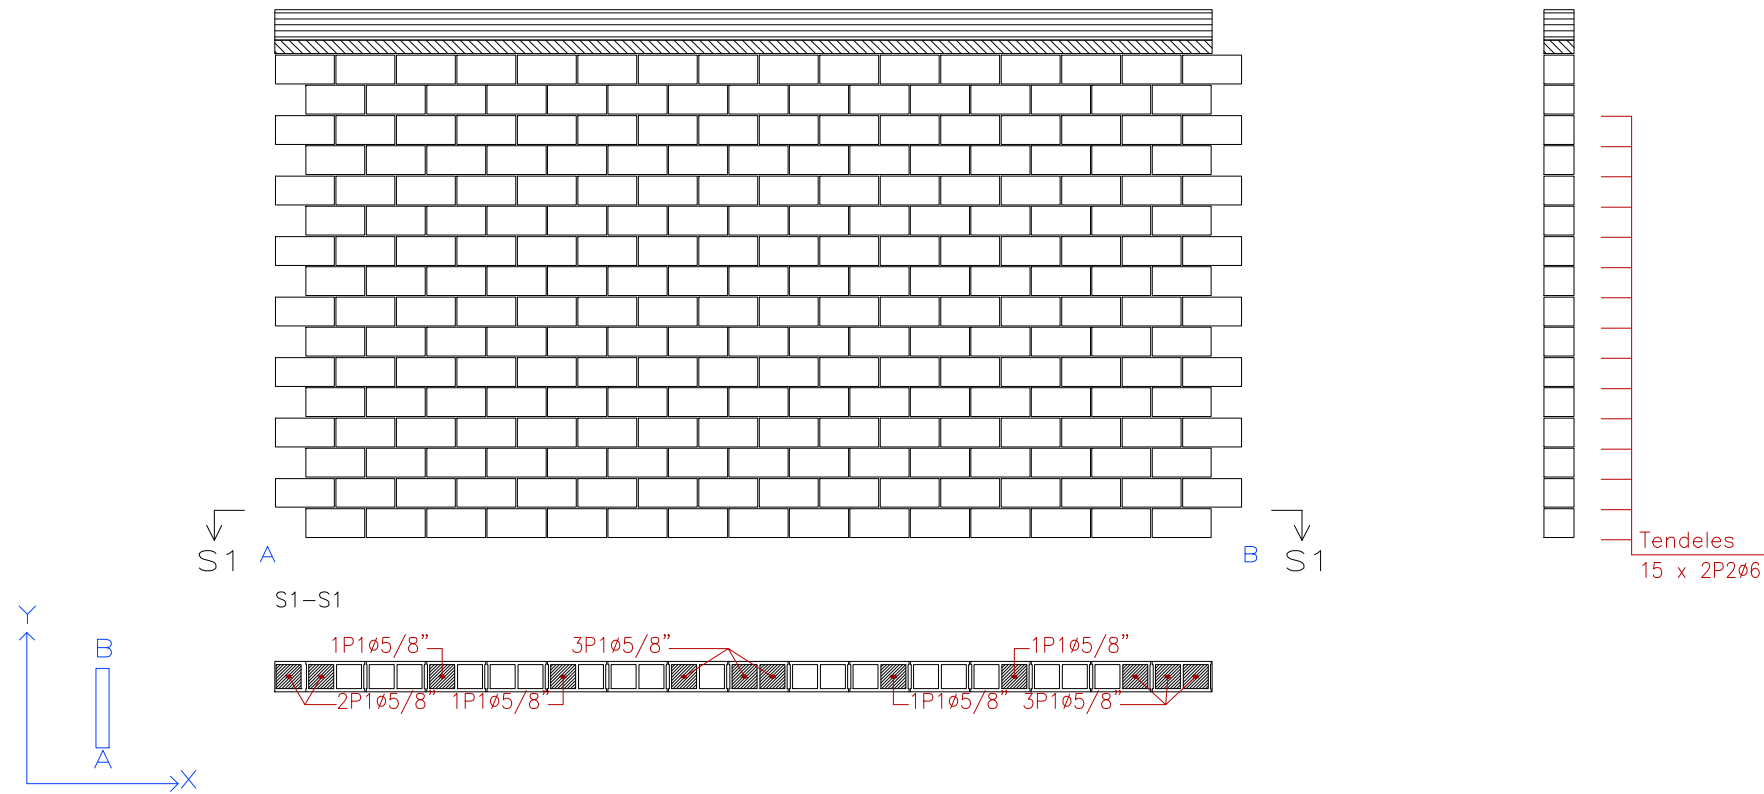 S1
A
B
S1
Tendeles
15 x 2P2ø6
S1-S1
Y
B
A
X
1P1ø5/8”
3P1ø5/8”
1P1ø5/8”
2P1ø5/8”
1P1ø5/8”
1P1ø5/8”
3P1ø5/8”